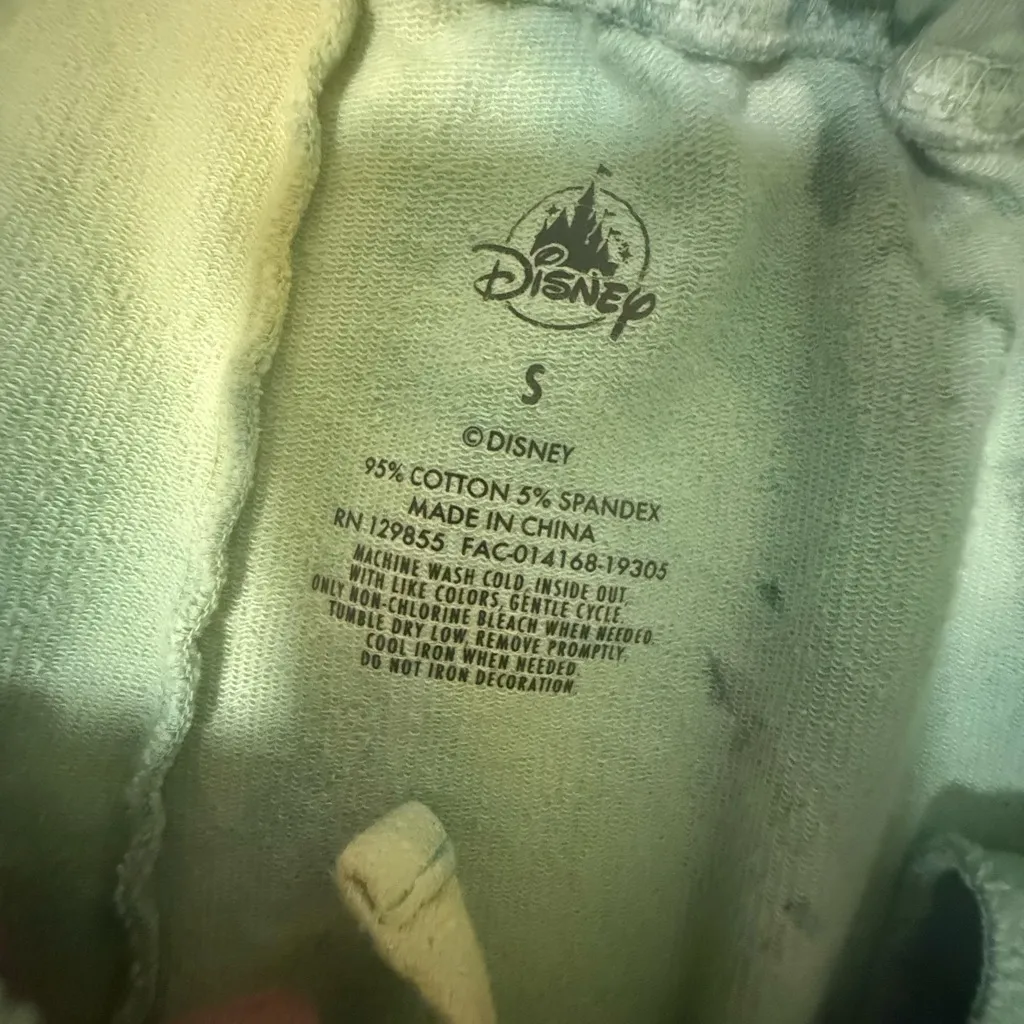 DISNEY
S
© DISNEY
95% COTTON 5% SPANDEX
MADE IN CHINA
RN 129855 FAC-014168-19305
MACHINE WASH COLD, INSIDE OUT,
WITH LIKE COLORS, GENTLE CYCLE.
ONLY NON-CHLORINE BLEACH WHEN NEEDED.
TUMBLE DRY LOW, REMOVE PROMPTLY.
COOL IRON WHEN NEEDED.
DO NOT IRON DECORATION.